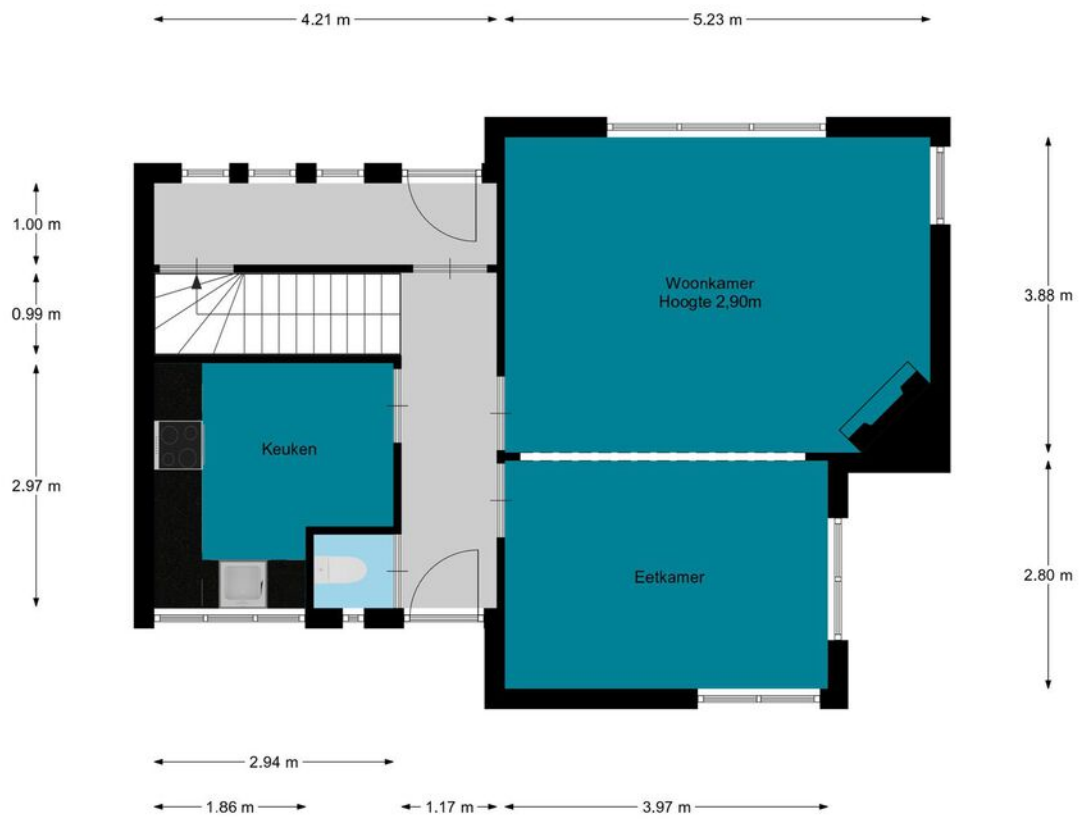 4.21 m
5.23 m
1.00 m
0.99 m
2.97 m
Woonkamer
Hoogte 2,90m
3.88 m
Keuken
Eetkamer
2.80 m
2.94 m
1.86 m
1.17 m
3.97 m